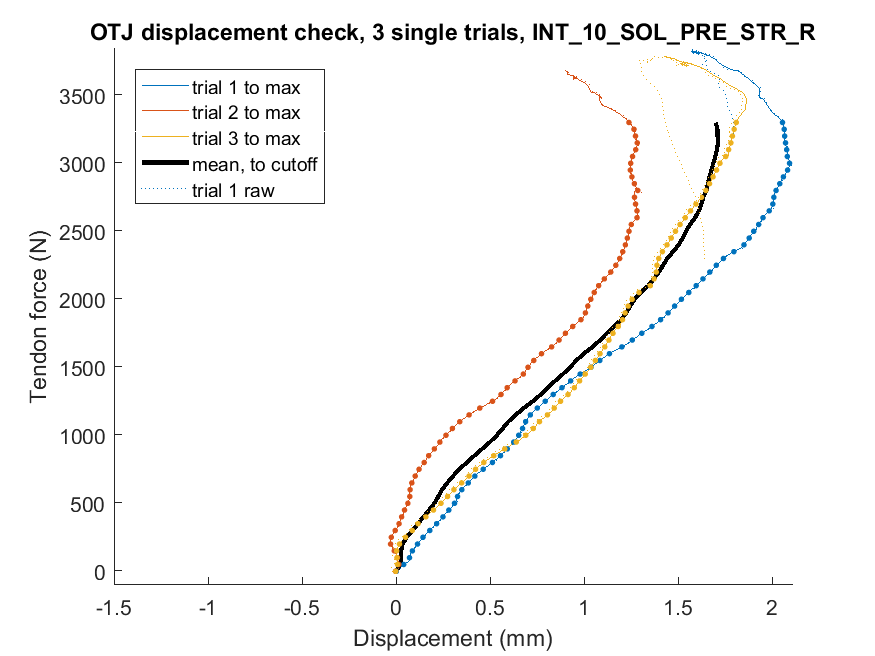 OTJ displacement check, 3 single trials, INT_10_SOL_PRE_STR_R
trial 1 to max
trial 2 to max
trial 3 to max
mean, to cutoff
trial 1 raw
3500
3000
2500
2000
1500
1000
500
0
Tendon force (N)
-1.5 -1 -0.5 0 0.5 1 1.5 2
Displacement (mm)